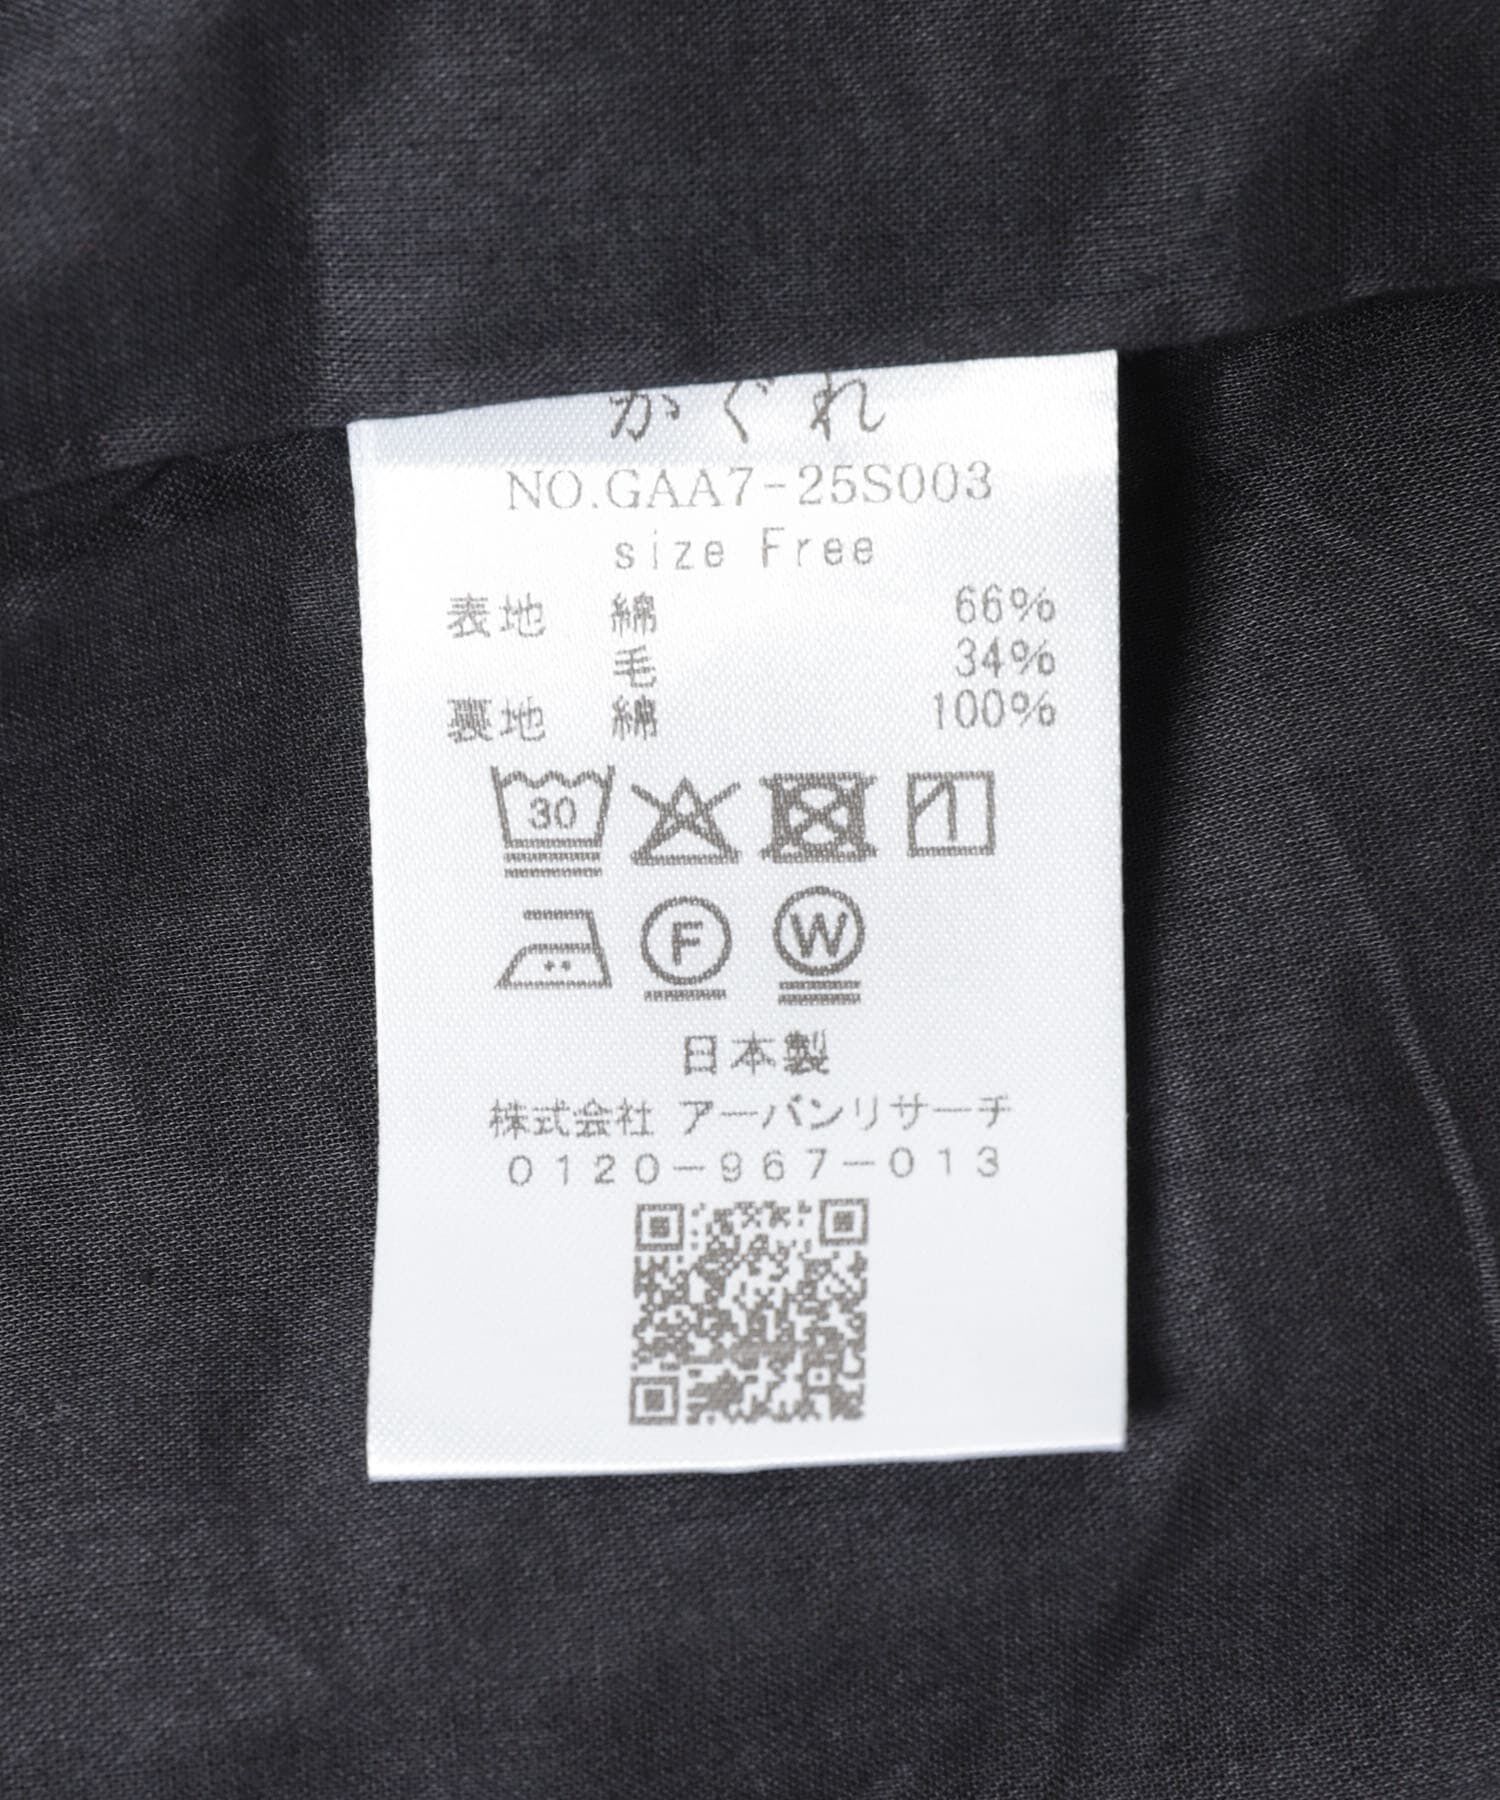 かぐれ
NO.GAA7-25S003
size Free
表地 綿 66%
毛 34%
裏地 綿 100%
30
F
W
日本製
株式会社 アーバンリサーチ
0120-967-013